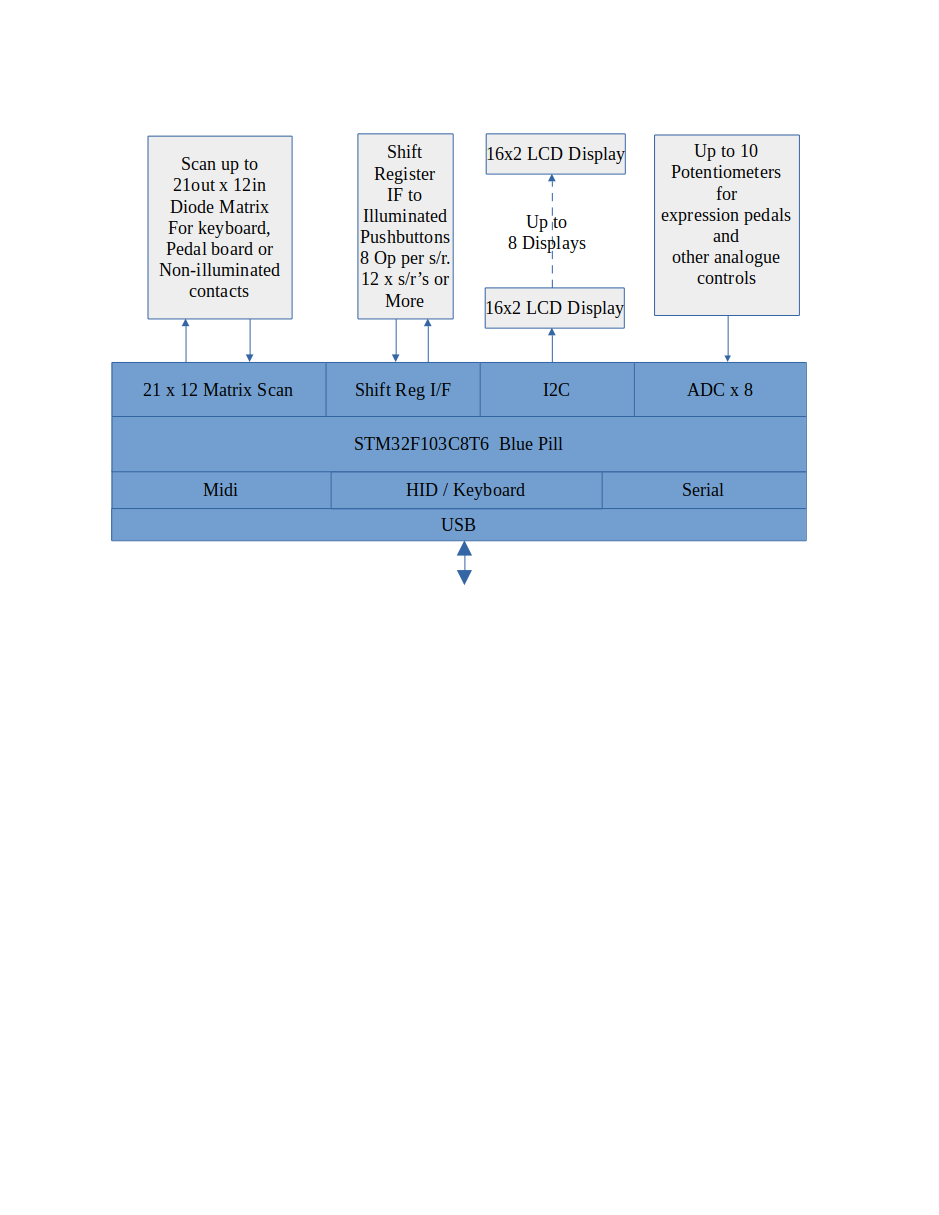 Scan up to
21out x 12in
Diode Matrix
For keyboard,
Pedal board or
Non-illuminated
contacts
Shift
Register
IF to
Illuminated
Pushbuttons
8 Op per s/r.
12 x s/r’s or
More
16x2 LCD Display
Up to
8 Displays
16x2 LCD Display
Up to 10
Potentiometers
for
expression pedals
and
other analogue
controls
21 x 12 Matrix Scan
Shift Reg I/F
I2C
ADC x 8
STM32F103C8T6  Blue Pill
Midi
HID / Keyboard
Serial
USB